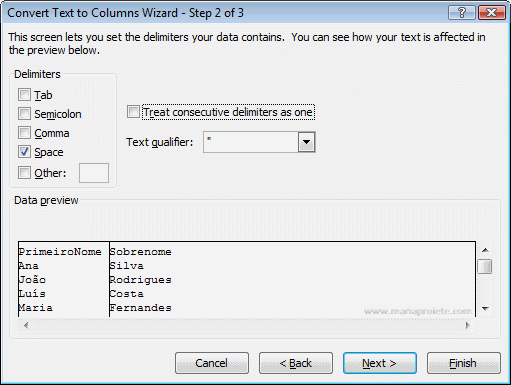 Convert Text to Columns Wizard - Step 2 of 3
This screen lets you set the delimiters your data contains. You can see how your text is affected in
the preview below.
Delimiters
Tab
Semicolon
Comma
Space
Other:
Treat consecutive delimiters as one
Text qualifier: "
Data preview
PrimeiroNome Sobrenome
Ana Silva
João Rodrigues
Luís Costa
Maria Fernandes
www.mariaprojete.com
Cancel < Back Next > Finish